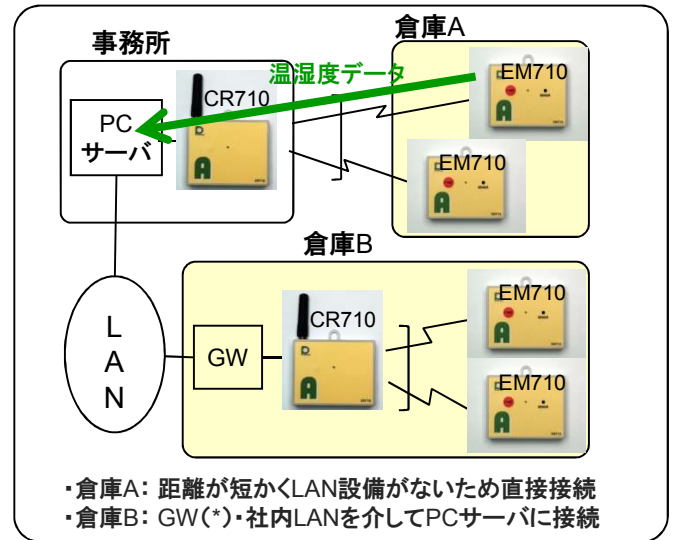 事務所
倉庫A
温湿度データ
CR710
EM710
PC
サーバ
A
EM710
A
A
倉庫B
L
A
N
GW
CR710
EM710
A
EM710
A
A
・倉庫A： 距離が短かくLAN設備がないため直接接続
・倉庫B： GW（*）・社内LANを介してPCサーバに接続